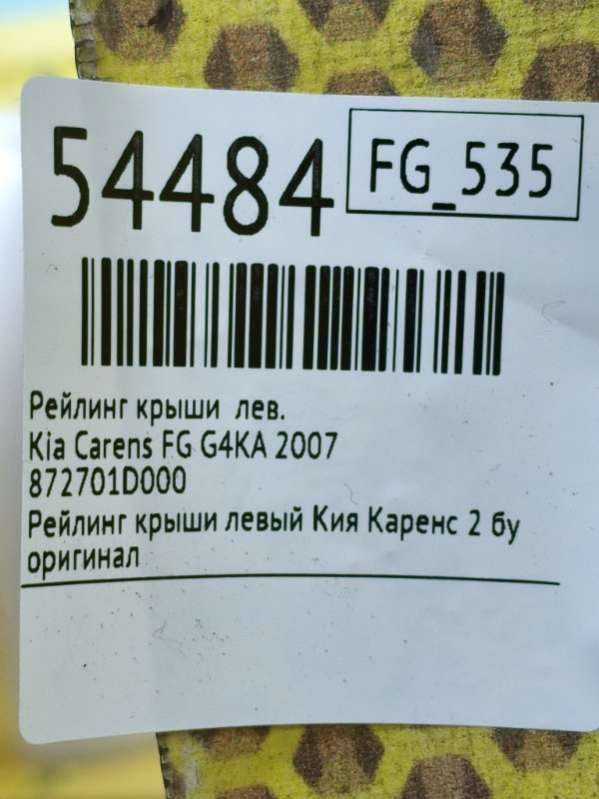 54484
FG_535
Рейлинг крыши лев.
Kia Carens FG G4KA 2007
872701D000
Рейлинг крыши левый Кия Каренс 2 бу
оригинал